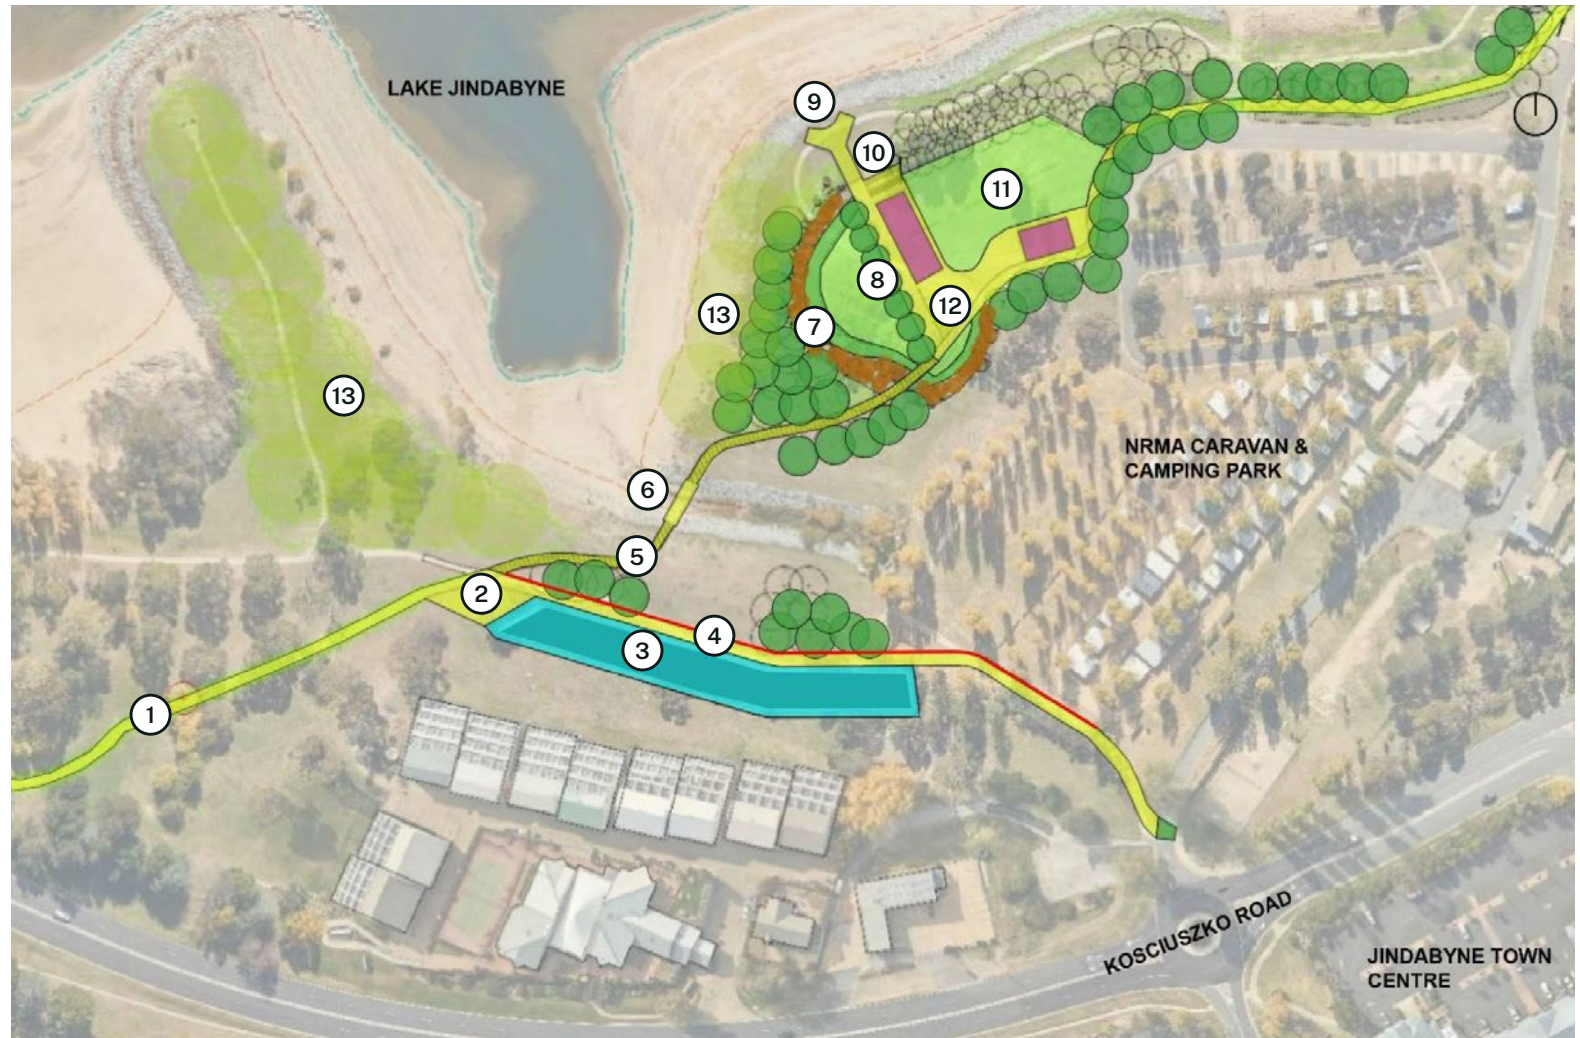 LAKE JINDABYNE
9
10
11
8
12
13
7
13
NRMA CARAVAN &
CAMPING PARK
6
5
2
4
3
1
KOSCIUSZKO ROAD
JINDABYNE TOWN
CENTRE